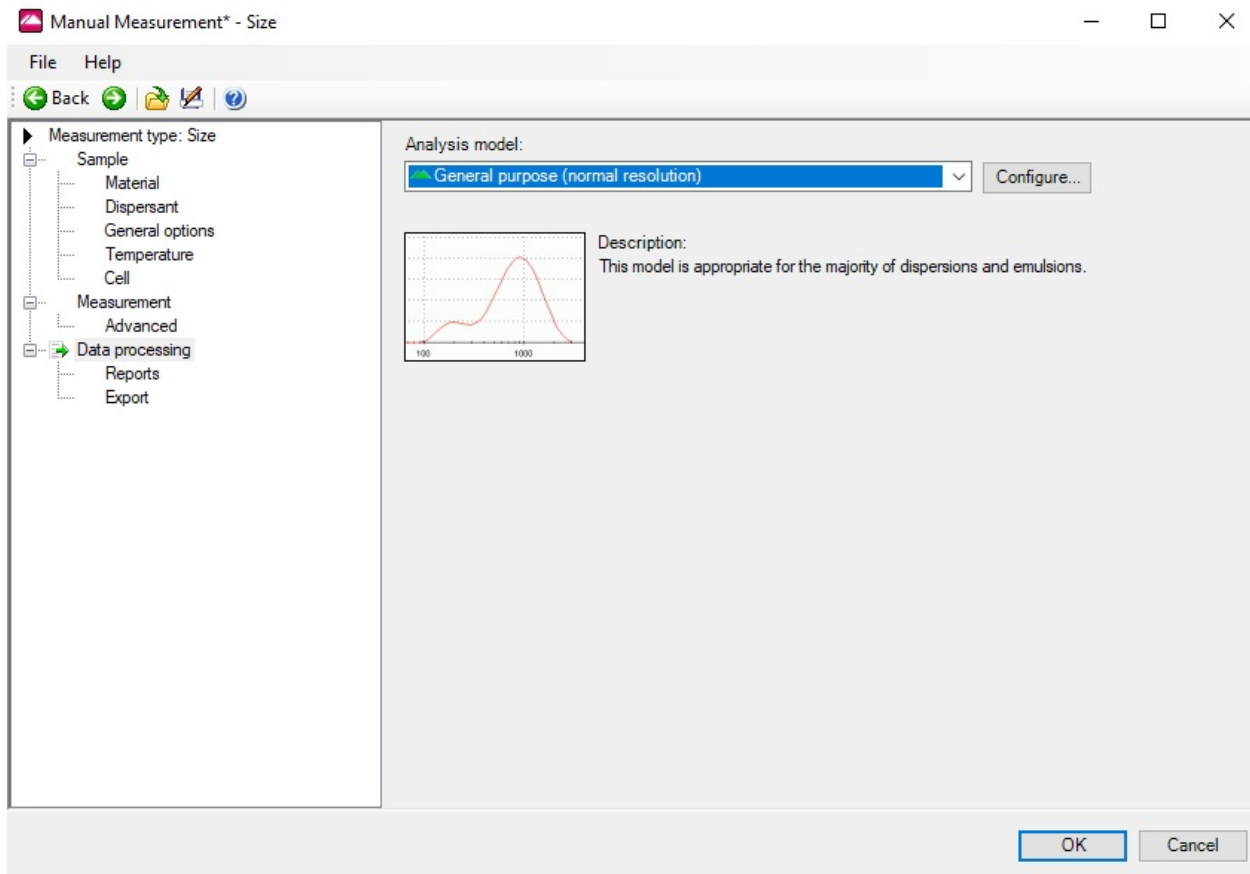 Manual Measurement* - Size
File Help
Back
Measurement type: Size
Sample
Material
Dispersant
General options
Temperature
Cell
Measurement
Advanced
Data processing
Reports
Export
Analysis model:
General purpose (normal resolution)
Configure...
Description:
This model is appropriate for the majority of dispersions and emulsions.
100 1000
OK Cancel